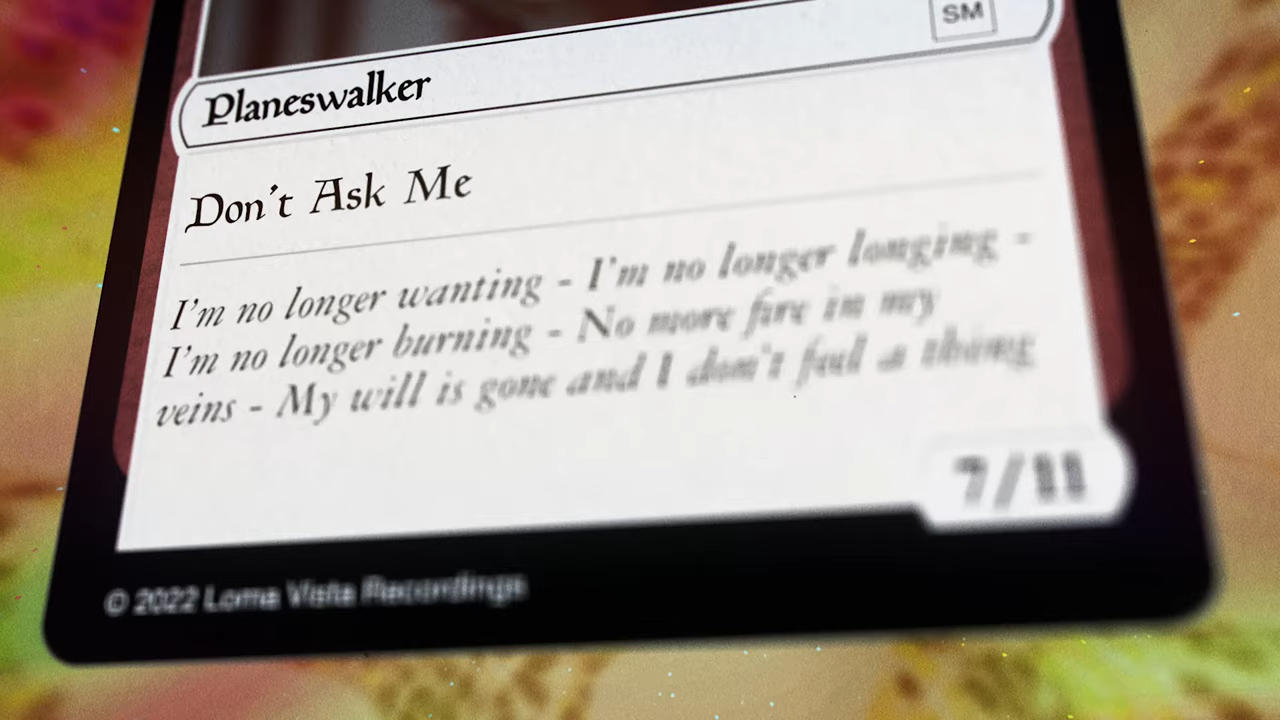 SM
Planeswalker
Don't Ask Me
I'm no longer wanting - I'm no longer longing -
I'm no longer burning - No more fire in my
veins - My will is gone and I don't feel a thing
7/11
© 2022 Loma Vista Recordings